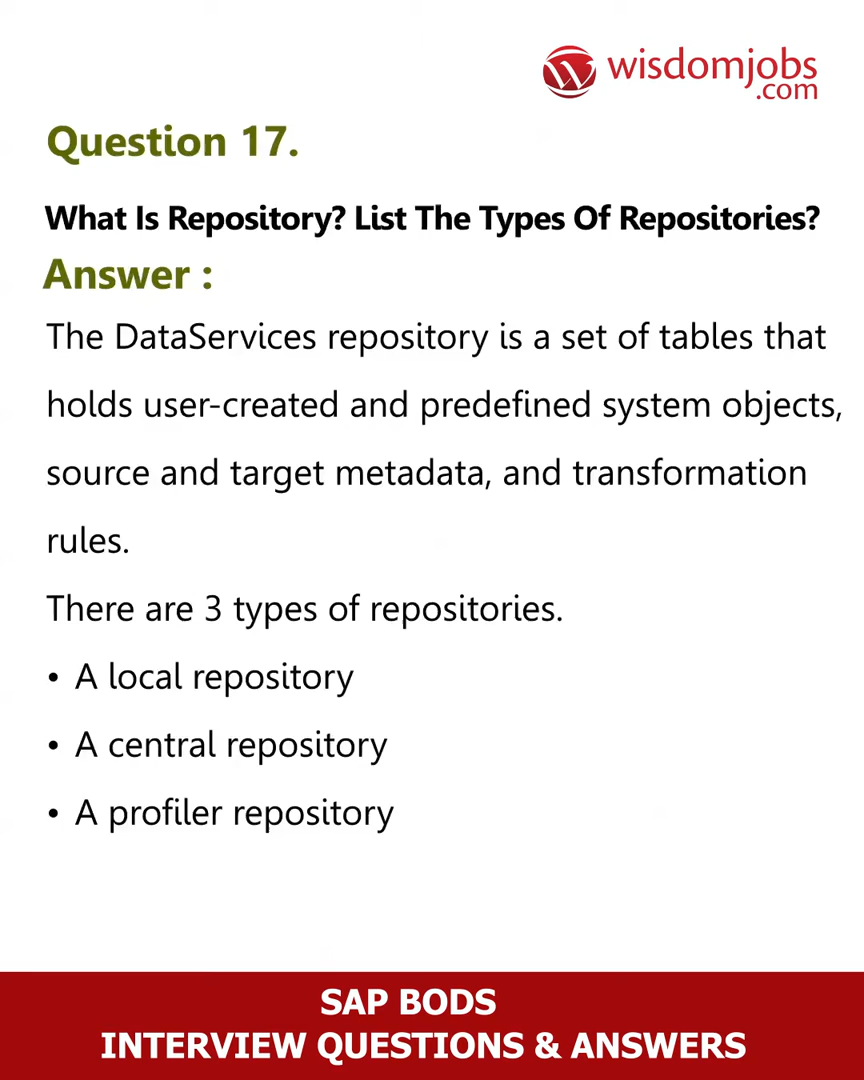 wisdomjobs
.com
Question 17.
What Is Repository? List The Types Of Repositories?
Answer :
The DataServices repository is a set of tables that
holds user-created and predefined system objects,
source and target metadata, and transformation
rules.
There are 3 types of repositories.
• A local repository
• A central repository
• A profiler repository
SAP BODS
INTERVIEW QUESTIONS & ANSWERS